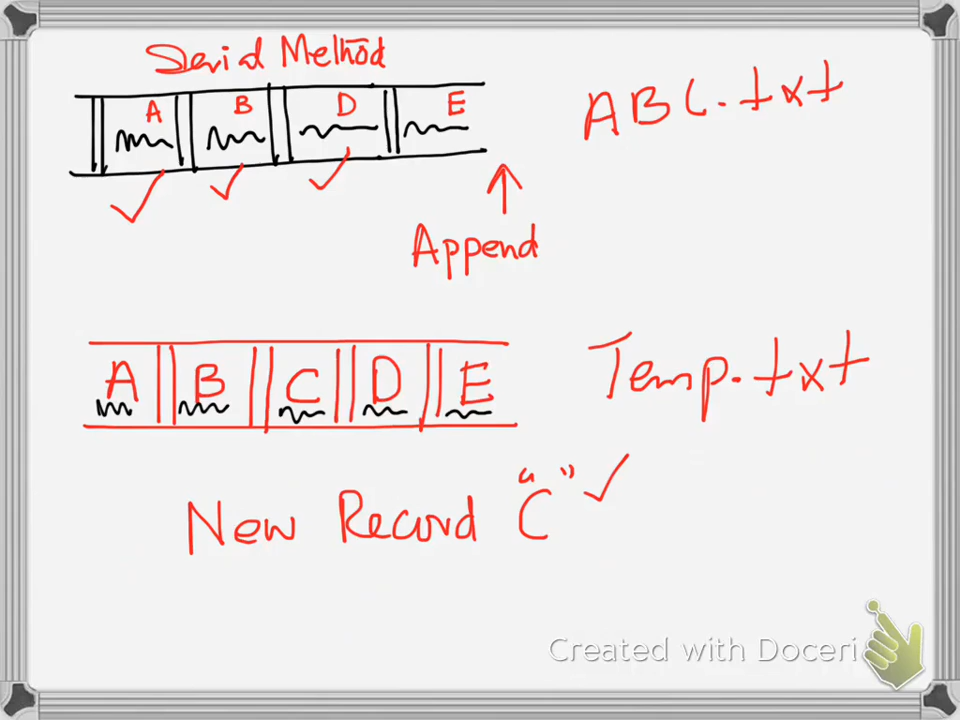 Serial Method
A B D E
ABC.txt
Append
A B C D E
Temp.txt
New Record "C"
Created with Doceri